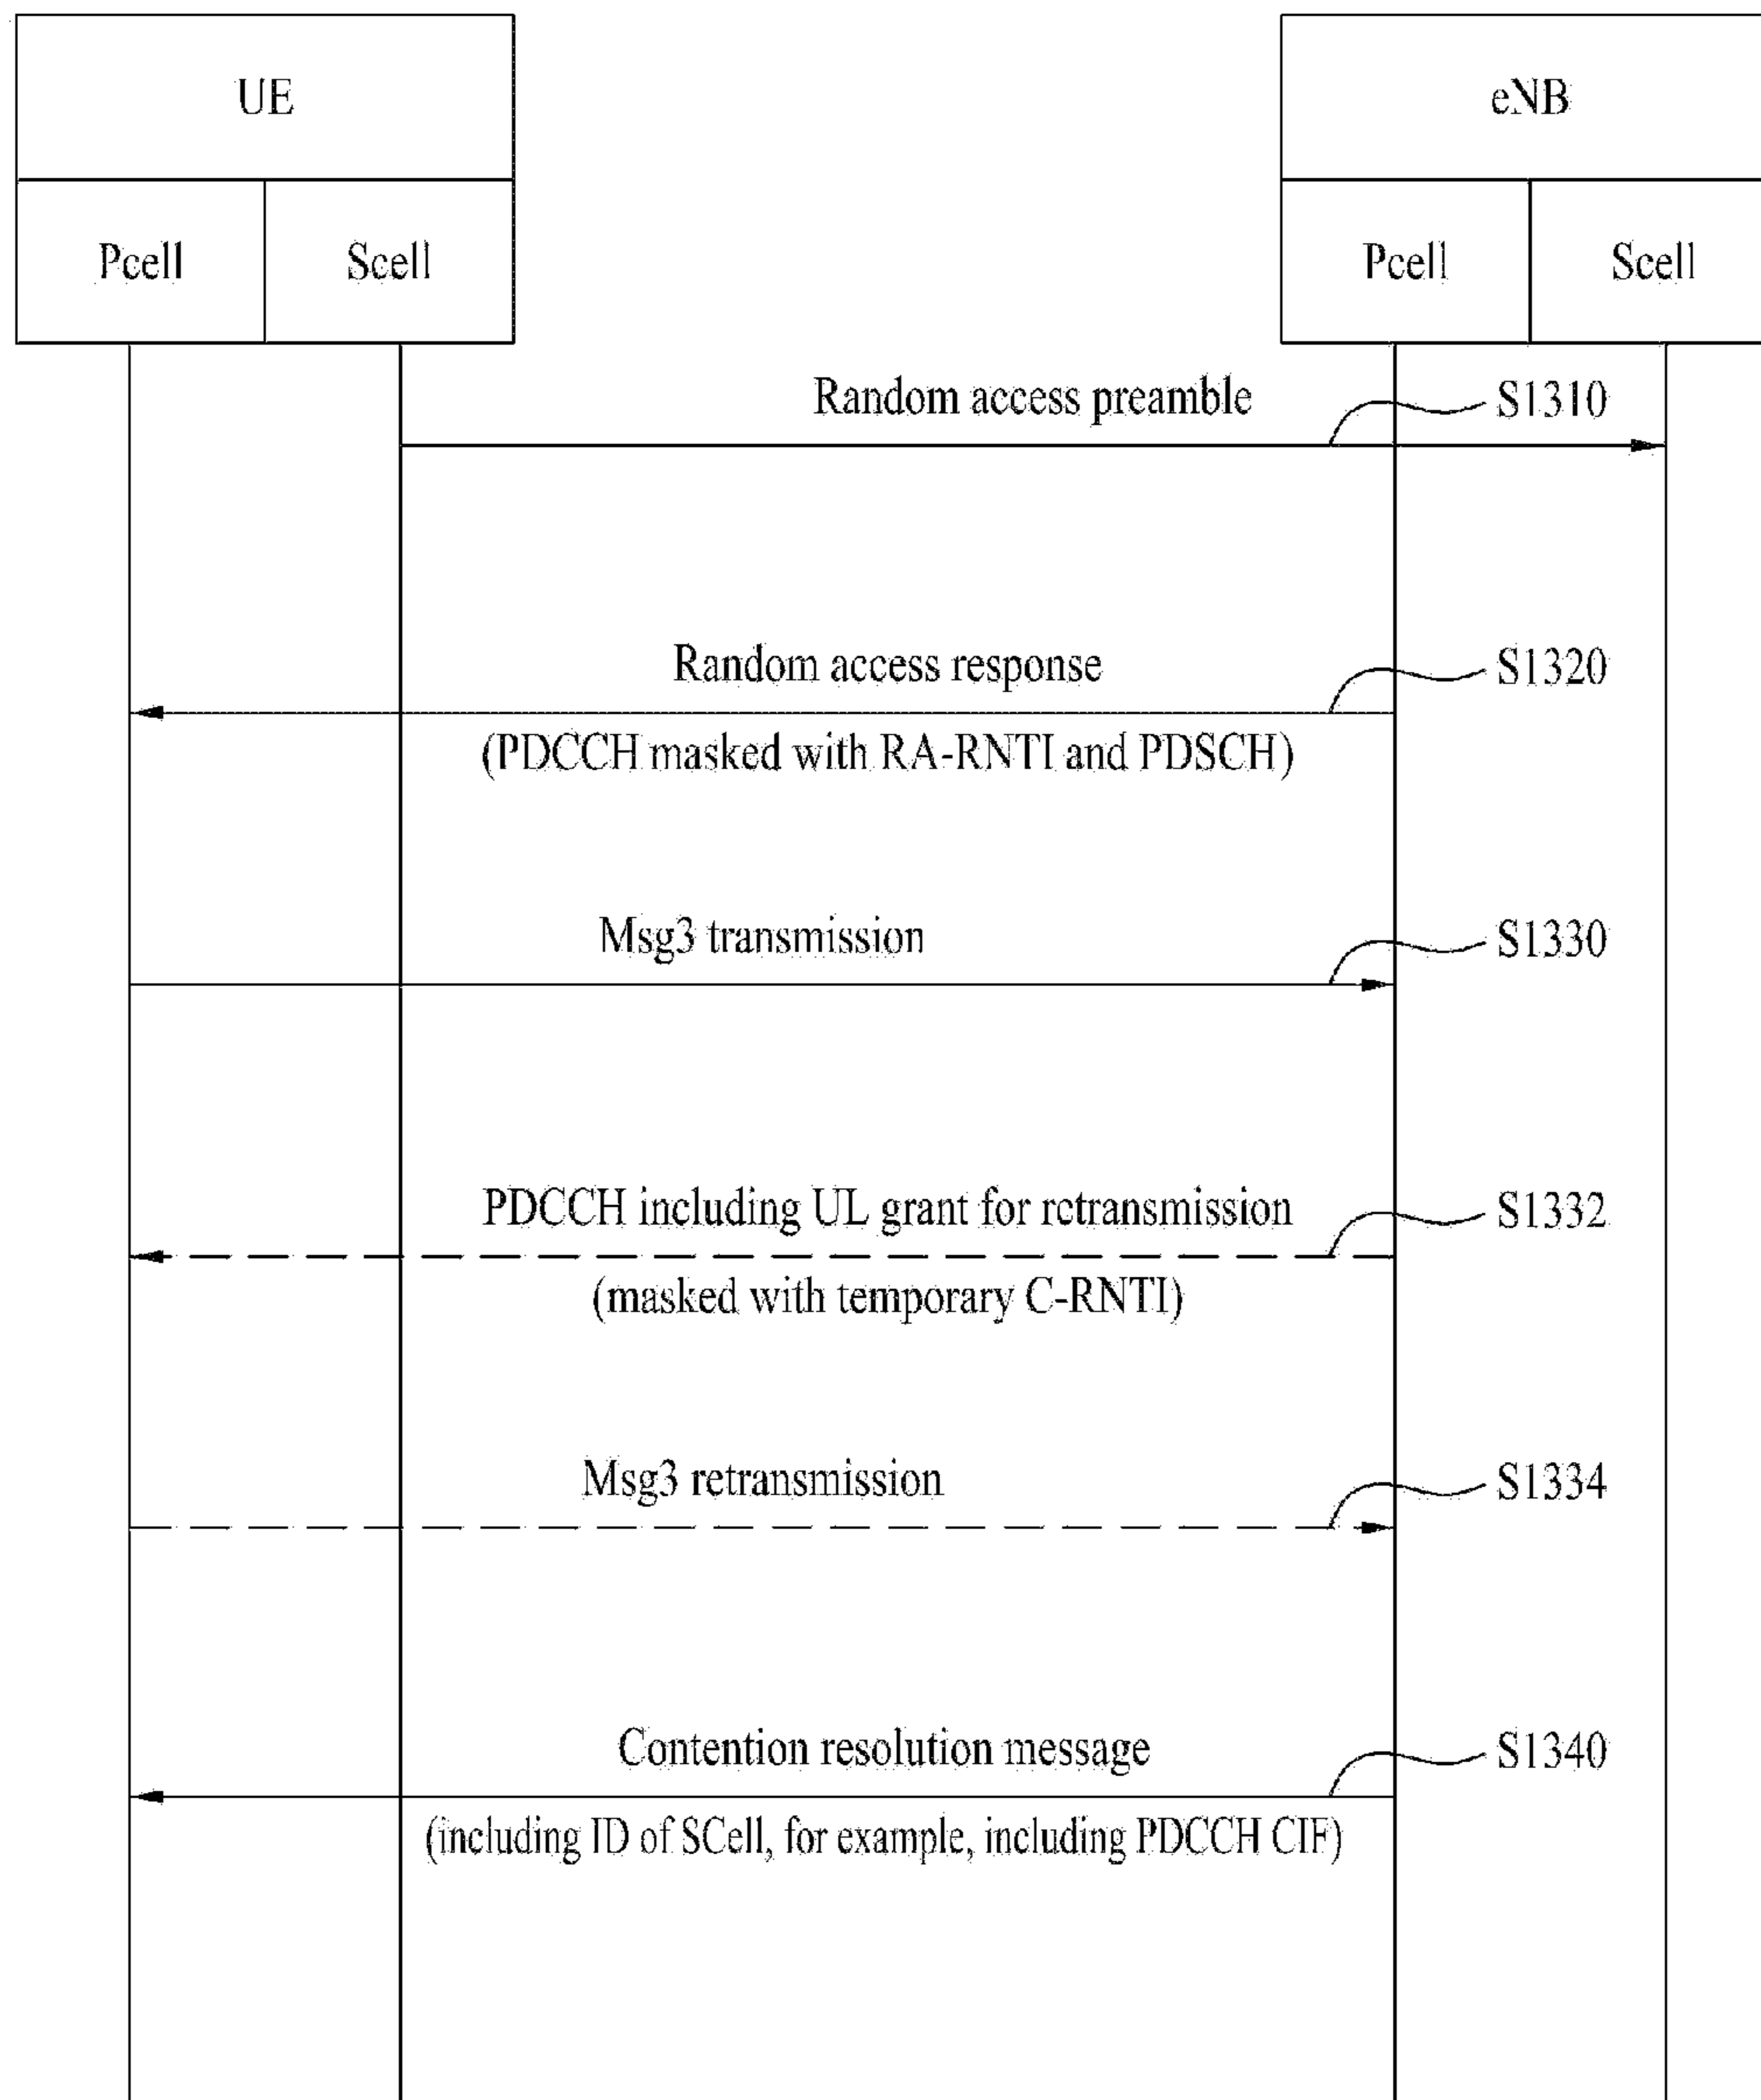 UE
eNB
Pcell
Scell
Pcell
Scell
Random access preamble
S1310
Random access response
S1320
(PDCCH masked with RA-RNTI and PDSCH)
Msg3 transmission
S1330
PDCCH including UL grant for retransmission
S1332
(masked with temporary C-RNTI)
Msg3 retransmission
S1334
Contention resolution message
S1340
(including ID of SCell, for example, including PDCCH CIF)